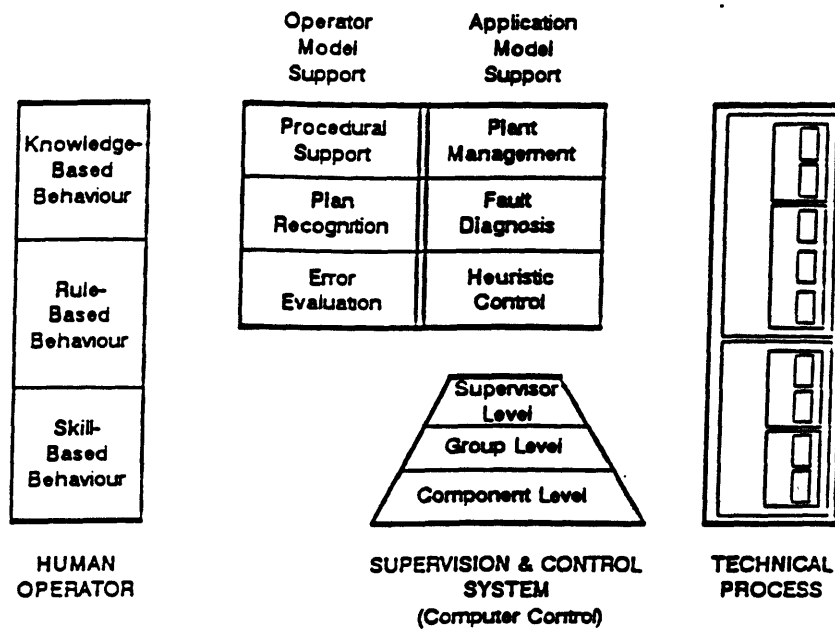 Operator
Model
Support
Application
Model
Support
Knowledge-
Based
Behaviour
Rule-
Based
Behaviour
Skill-
Based
Behaviour
Procedural
Support
Plant
Management
Plan
Recognition
Fault
Diagnosis
Error
Evaluation
Heuristic
Control
Supervisor
Level
Group Level
Component Level
HUMAN
OPERATOR
SUPERVISION & CONTROL
SYSTEM
(Computer Control)
TECHNICAL
PROCESS